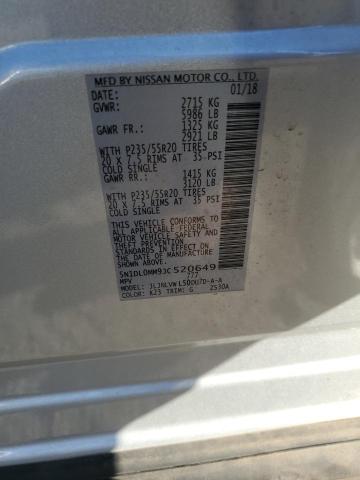 MFD BY NISSAN MOTOR CO., LTD.
DATE: 01/18
GVWR: 2715 KG
5986 LB
GAWR FR.: 1325 KG
2921 LB
WITH P235/55R20 TIRES
20 X 7.5 RIMS AT 35 PSI
COLD SINGLE
GAWR RR.: 1415 KG
3120 LB
WITH P235/55R20 TIRES
20 X 7.5 RIMS AT 35 PSI
COLD SINGLE
THIS VEHICLE CONFORMS TO
ALL APPLICABLE FEDERAL
MOTOR VEHICLE SAFETY
AND THEFT PREVENTION
STANDARDS IN EFFECT ON THE
DATE OF MANUFACTURE
SHOWN ABOVE.
5N1DL0MM9JC520649
MPV 777
MODEL:
COLOR: K23 TRIM: G 2530A